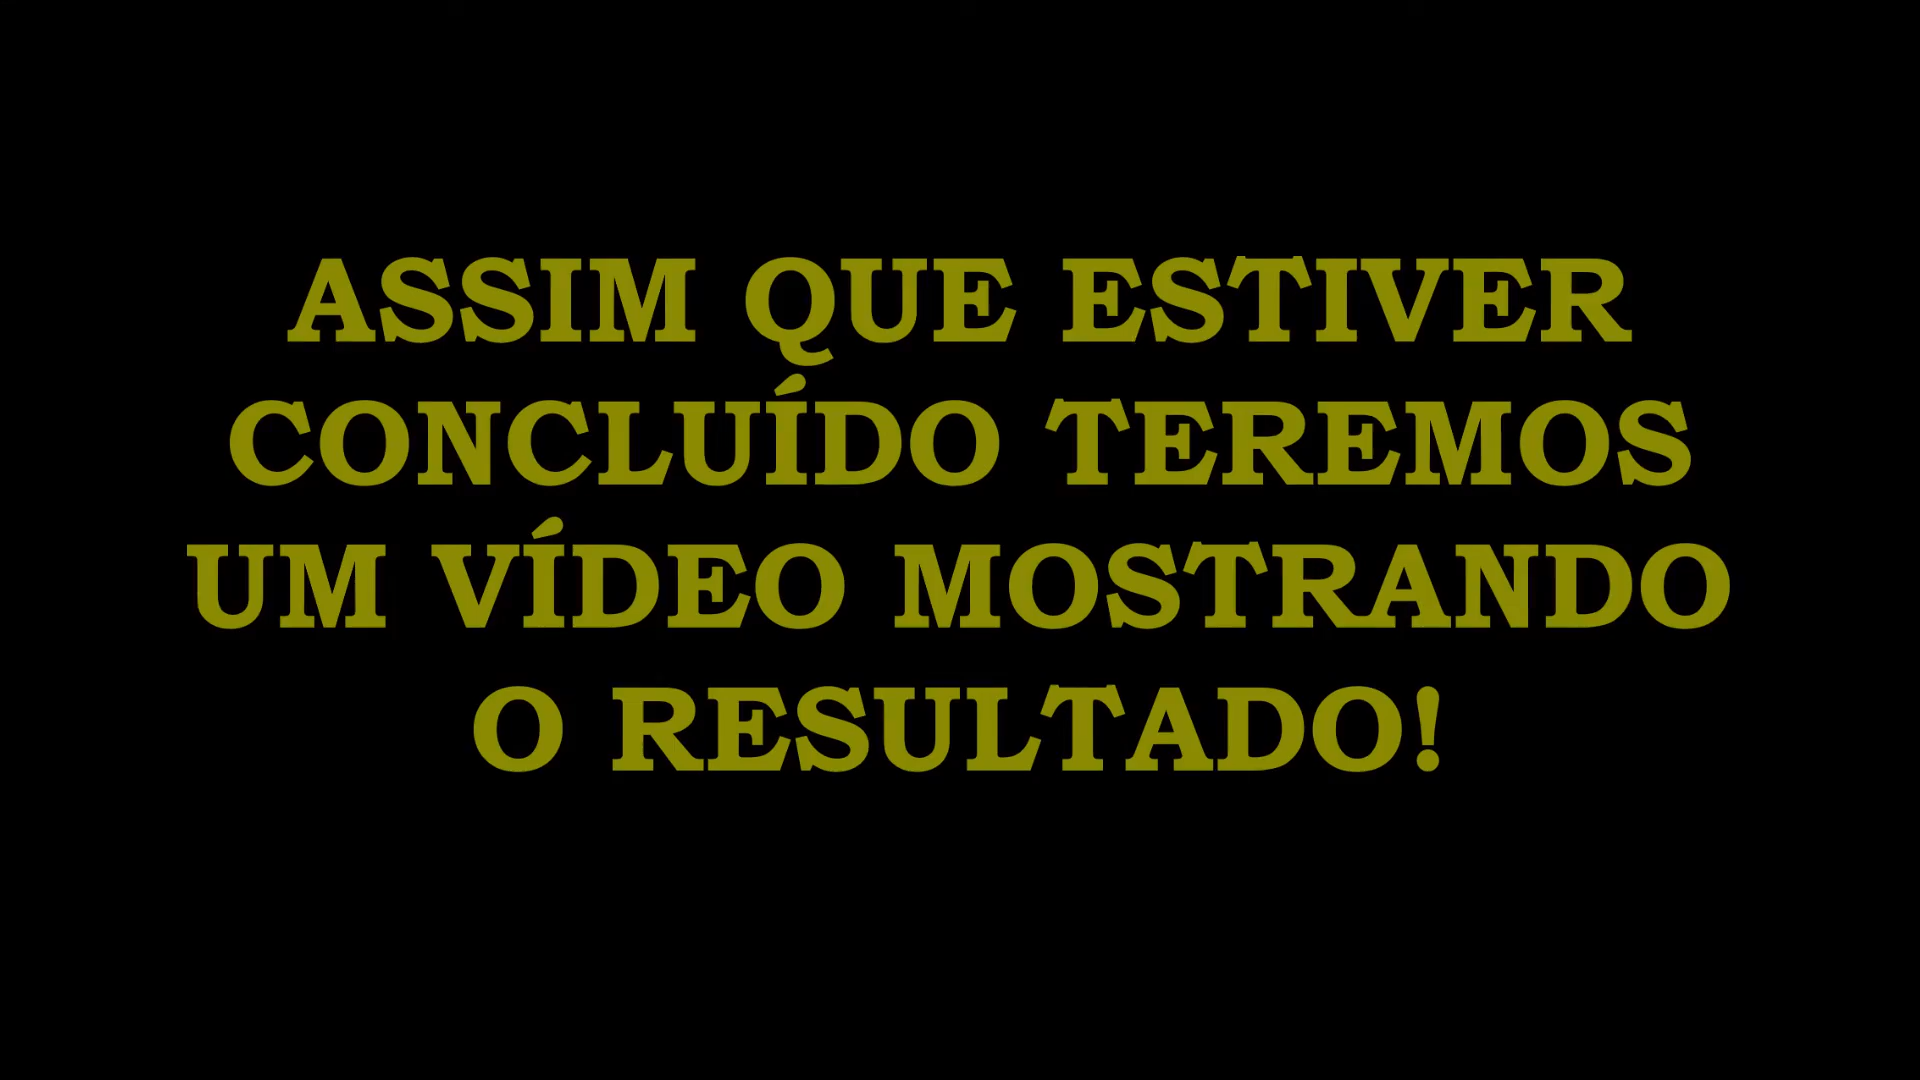 ASSIM QUE ESTIVER
CONCLUÍDO TEREMOS
UM VÍDEO MOSTRANDO
O RESULTADO!